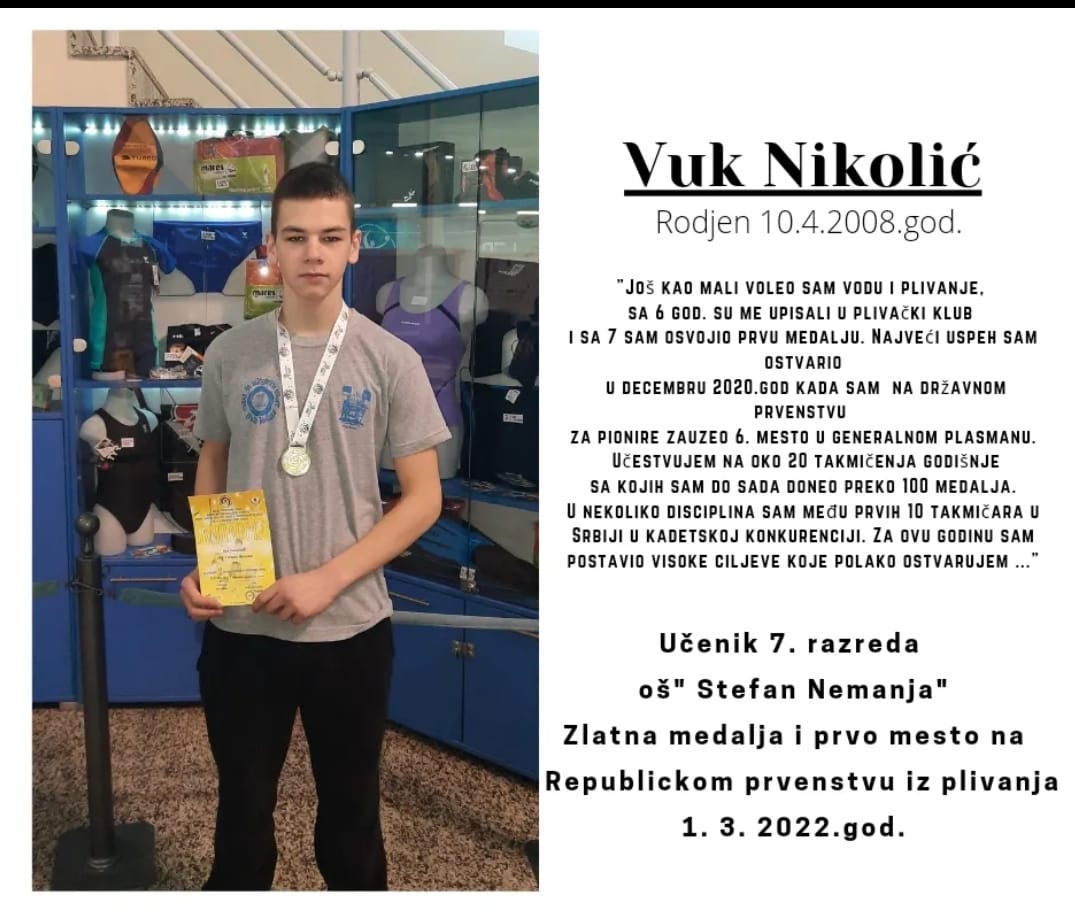 TURBO
mares
mares
Vuk Nikolić
Rodjen 10.4.2008.god.
"Još kao mali voleo sam vodu i plivanje,
sa 6 god. su me upisali u plivački klub
i sa 7 sam osvojio prvu medalju. Najveći uspeh sam
ostvario
u decembru 2020.god kada sam na državnom
prvenstvu
za pionire zauzeo 6. mesto u generalnom plasmanu.
Učestvujem na oko 20 takmičenja godišnje
sa kojih sam do sada doneo preko 100 medalja.
U nekoliko disciplina sam među prvih 10 takmičara u
Srbiji u kadetskoj konkurenciji. Za ovu godinu sam
postavio visoke ciljeve koje polako ostvarujem ..."
Učenik 7. razreda
oš" Stefan Nemanja"
Zlatna medalja i prvo mesto na
Republickom prvenstvu iz plivanja
1. 3. 2022.god.